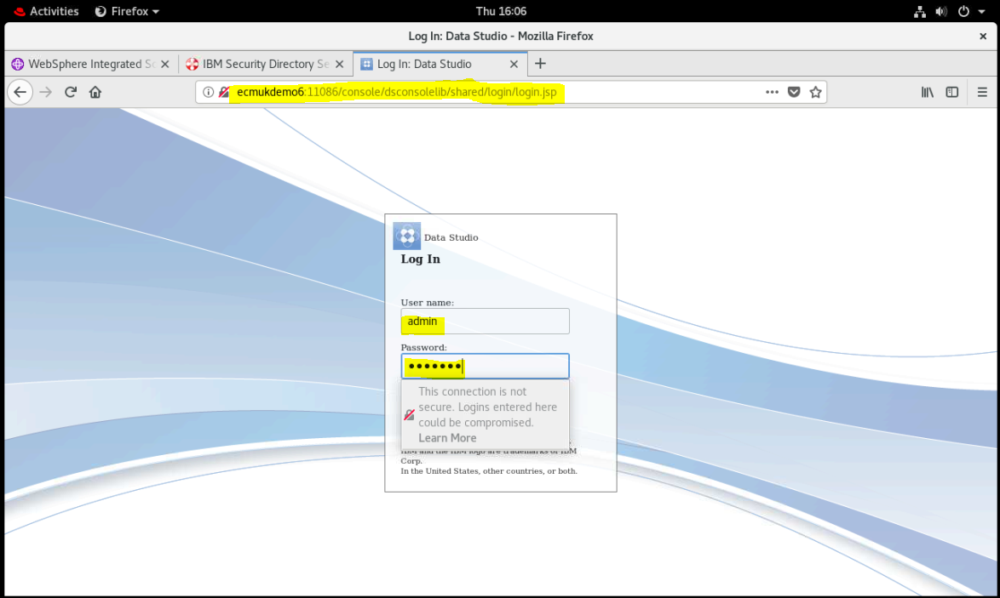 Activities Firefox Thu 16:06
Log In: Data Studio - Mozilla Firefox
WebSphere Integrated So IBM Security Directory Se Log In: Data Studio
ecmukdemo6:11086/console/dsconsolelib/shared/login/login.jsp
Data Studio
Log In
User name:
admin
Password:
•••••••
This connection is not
secure. Logins entered here
could be compromised.
Learn More
IBM and the IBM logo are trademarks of IBM
Corp.
In the United States, other countries, or both.